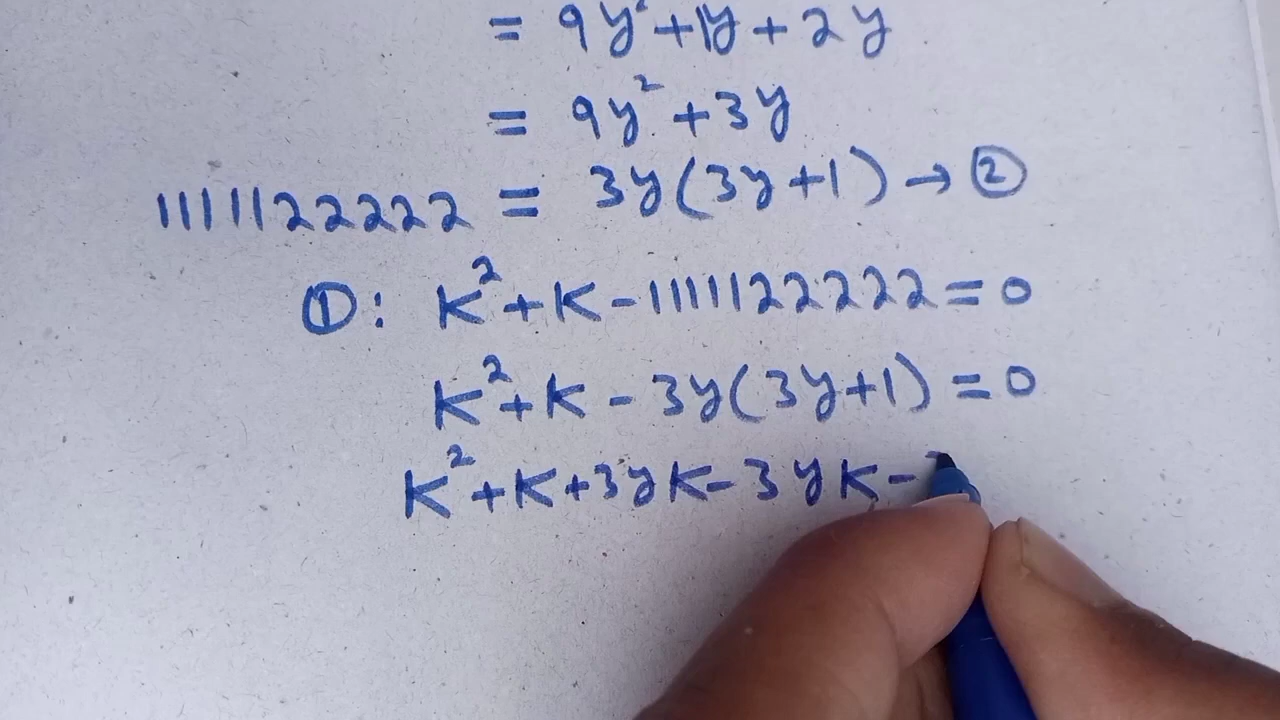 = 9y²+1y+2y
= 9y²+3y
1111122222 = 3y(3y+1)→②
①: K²+K-1111122222=0
K²+K-3y(3y+1)=0
K²+K+3yK-3yK-